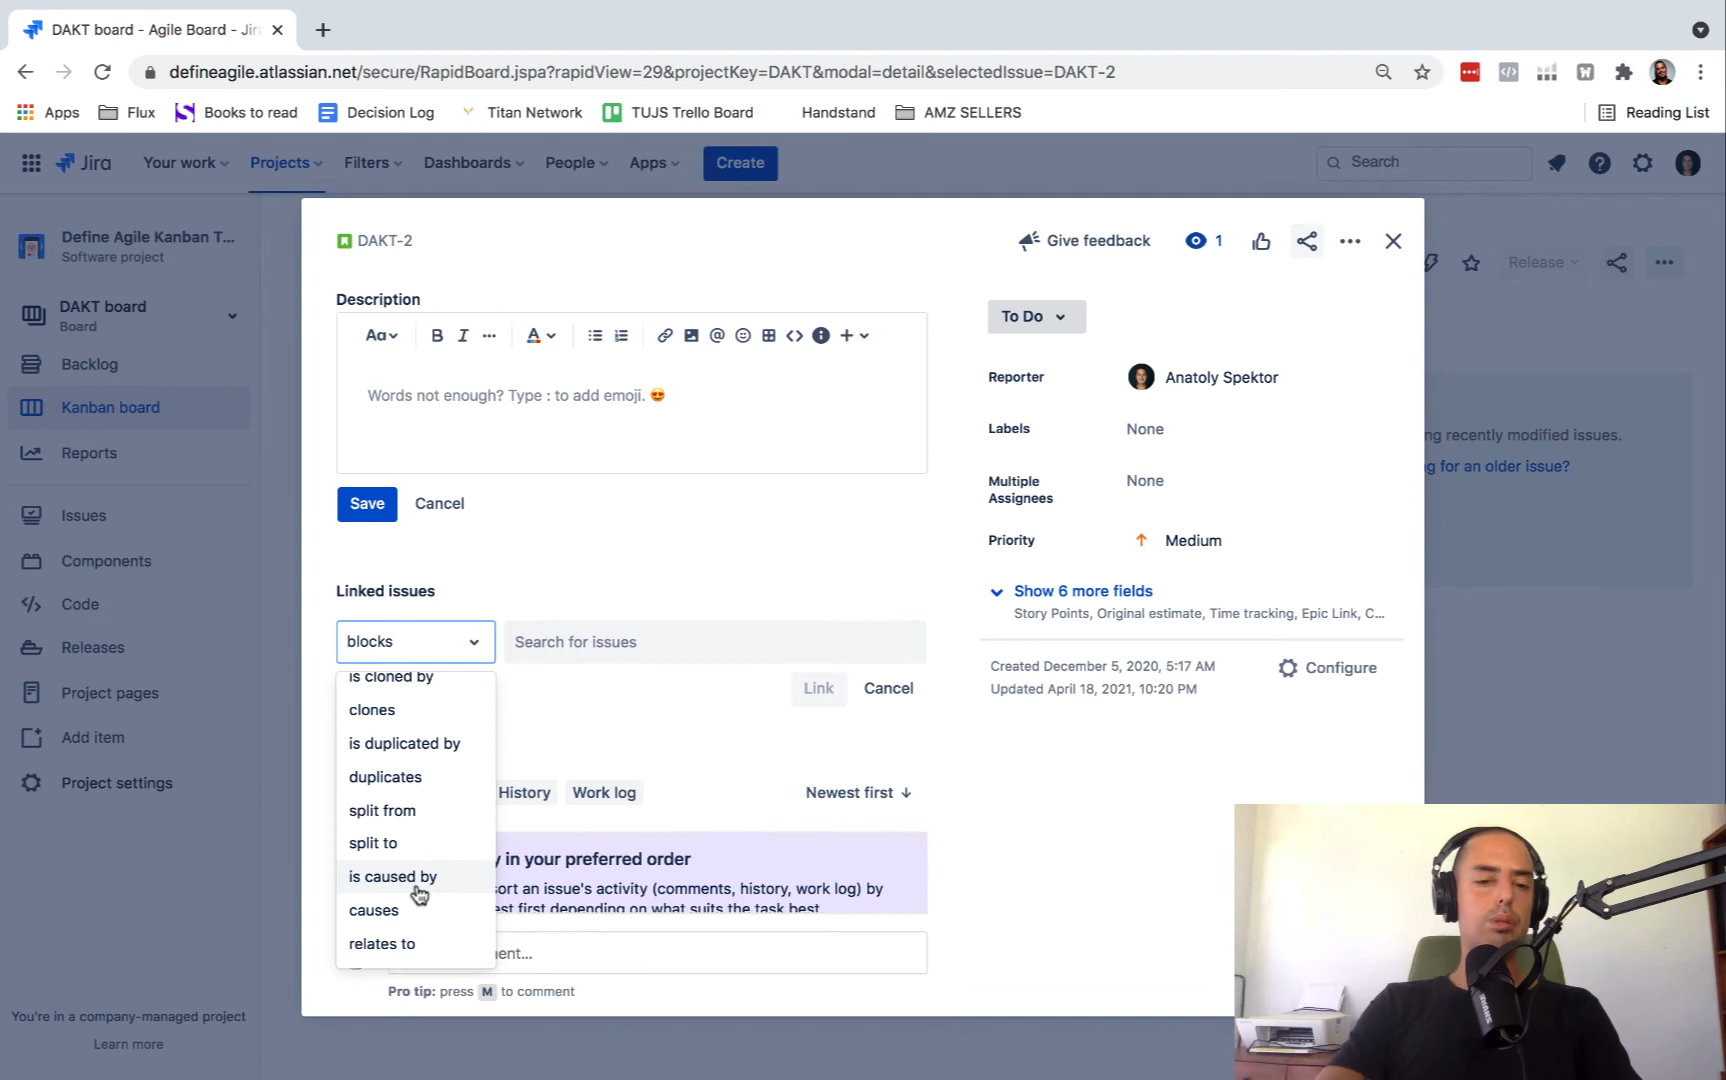 DAKT board - Agile Board - Jir
defineagile.atlassian.net/secure/RapidBoard.jspa?rapidView=29&projectKey=DAKT&modal=detail&selectedIssue=DAKT-2
Apps Flux Books to read Decision Log Titan Network TUJS Trello Board Handstand AMZ SELLERS Reading List
Jira Your work Projects Filters Dashboards People Apps Create Search
Define Agile Kanban T...
Software project
DAKT board
Board
Backlog
Kanban board
Reports
Issues
Components
Code
Releases
Project pages
Add item
Project settings
You're in a company-managed project
Learn more
DAKT-2
Give feedback 1
Description
Aa B I ... A
Words not enough? Type : to add emoji.
Save Cancel
Linked issues
blocks Search for issues
Link Cancel
is cloned by
clones
is duplicated by
duplicates
split from
split to
is caused by
causes
relates to
History Work log Newest first
y in your preferred order
sort an issue's activity (comments, history, work log) by
est first depending on what suits the task best.
ent...
Pro tip: press M to comment
To Do
Reporter Anatoly Spektor
Labels None
Multiple Assignees None
Priority Medium
Show 6 more fields
Story Points, Original estimate, Time tracking, Epic Link, C...
Created December 5, 2020, 5:17 AM
Updated April 18, 2021, 10:20 PM
Configure
Release
ng recently modified issues.
g for an older issue?
SHURE